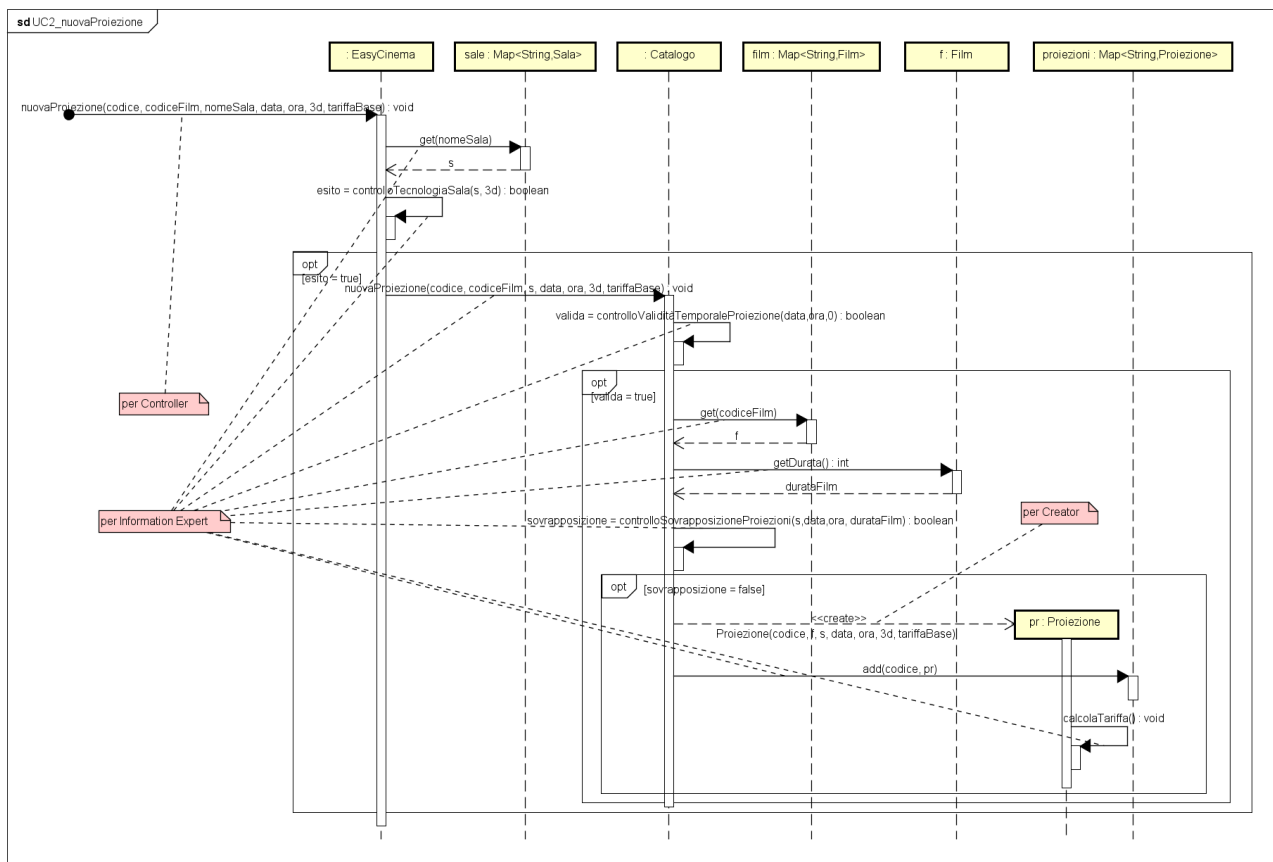 sd UC2_nuovaProiezione
: EasyCinema
sale : Map<String,Sala>
: Catalogo
film : Map<String,Film>
f : Film
proiezioni : Map<String,Proiezione>
nuovaProiezione(codice, codiceFilm, nomeSala, data, ora, 3d, tariffaBase) : void
get(nomeSala)
s
esito = controlloTecnologiaSala(s, 3d) : boolean
opt
[esito = true]
nuovaProiezione(codice, codiceFilm, s, data, ora, 3d, tariffaBase) : void
valida = controlloValiditàTemporaleProiezione(data,ora,0) : boolean
opt
[valida = true]
per Controller
get(codiceFilm)
f
getDurata() : int
durataFilm
per Information Expert
sovrapposizione = controlloSovrapposizioneProiezioni(s,data,ora, durataFilm) : boolean
per Creator
opt
[sovrapposizione = false]
<<create>>
Proiezione(codice, f, s, data, ora, 3d, tariffaBase)
pr : Proiezione
add(codice, pr)
calcolaTariffa() : void